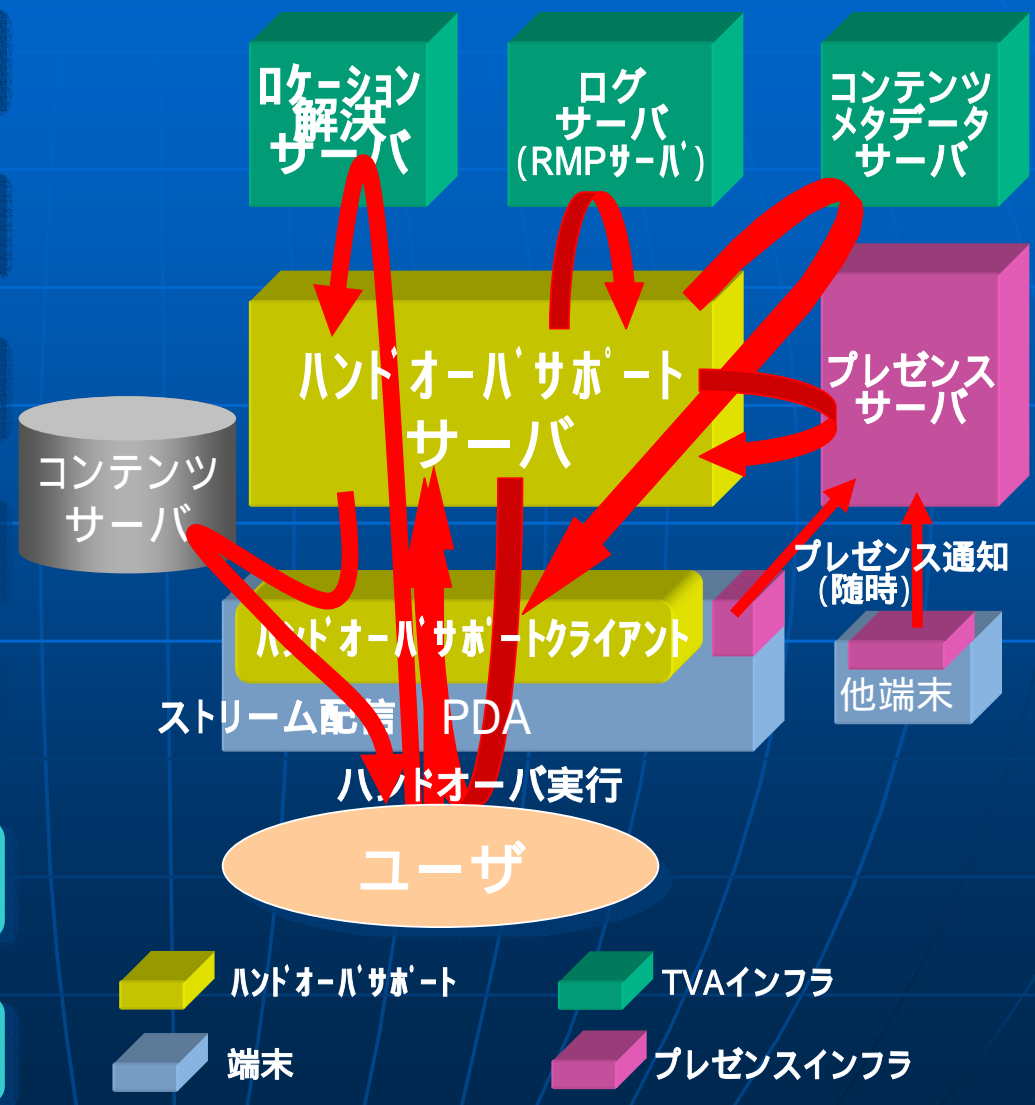 ロケーション
解決
サーバ
ログ
サーバ
(RMPサーバ)
コンテンツ
メタデータ
サーバ
ハンドオーバサポート
サーバ
プレゼンス
サーバ
コンテンツ
サーバ
プレゼンス通知
(随時)
ハンドオーバサポートクライアント
他端末
ストリーム配信
PDA
ハンドオーバ実行
ユーザ
ハンドオーバサポート
TVAインフラ
端末
プレゼンスインフラ